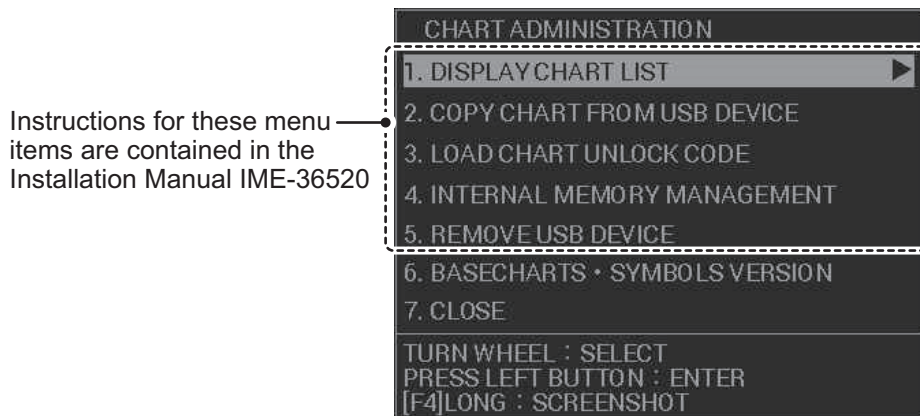 CHART ADMINISTRATION
1. DISPLAY CHART LIST
2. COPY CHART FROM USB DEVICE
3. LOAD CHART UNLOCK CODE
4. INTERNAL MEMORY MANAGEMENT
5. REMOVE USB DEVICE
6. BASECHARTS • SYMBOLS VERSION
7. CLOSE
TURN WHEEL : SELECT
PRESS LEFT BUTTON : ENTER
[F4]LONG : SCREENSHOT
Instructions for these menu
items are contained in the
Installation Manual IME-36520